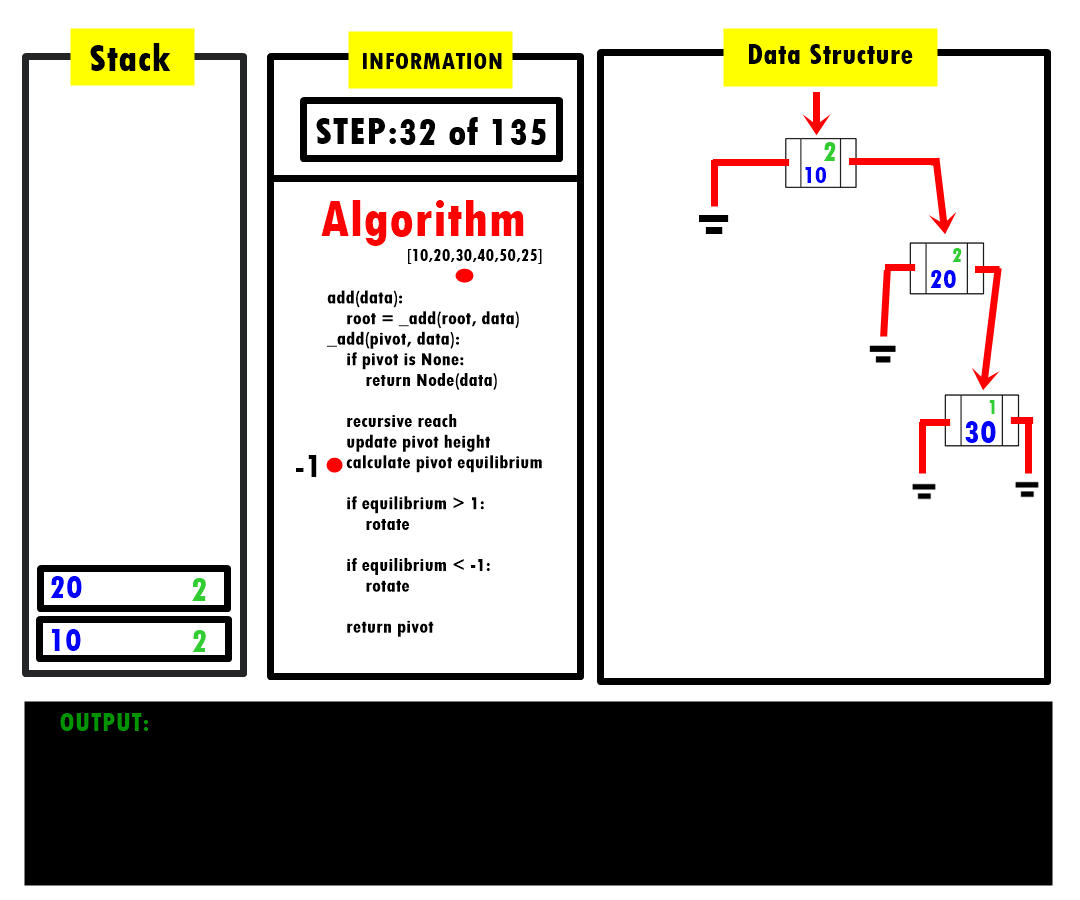 Stack
20 2
10 2
INFORMATION
STEP:32 of 135
Algorithm
[10,20,30,40,50,25]
add(data):
root = _add(root, data)
_add(pivot, data):
if pivot is None:
return Node(data)
recursive reach
update pivot height
-1 calculate pivot equilibrium
if equilibrium > 1:
rotate
if equilibrium < -1:
rotate
return pivot
Data Structure
2
10
2
20
1
30
OUTPUT: